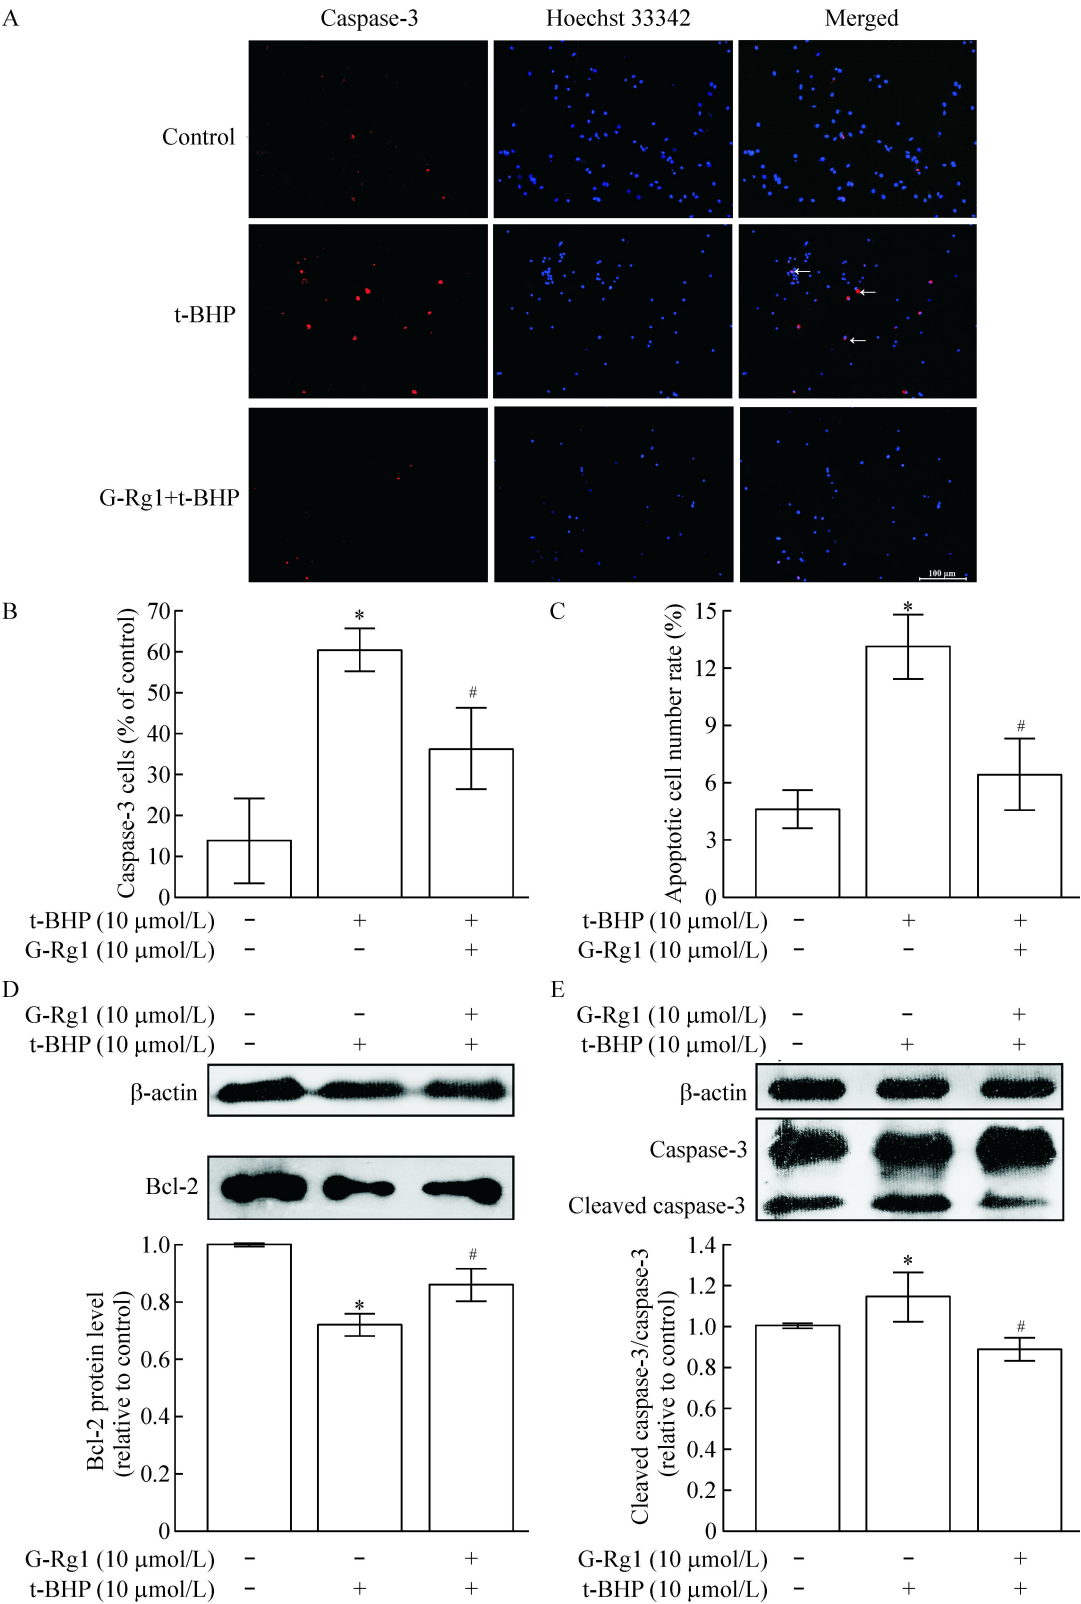 A
Caspase-3 Hoechst 33342 Merged
Control
t-BHP
G-Rg1+t-BHP
100 μm
B
Caspase-3 cells (% of control)
70
60
50
40
30
20
10
0
*
#
t-BHP (10 μmol/L) − + +
G-Rg1 (10 μmol/L) − − +
C
Apoptotic cell number rate (%)
15
12
9
6
3
0
*
#
t-BHP (10 μmol/L) − + +
G-Rg1 (10 μmol/L) − − +
D
G-Rg1 (10 μmol/L) − − +
t-BHP (10 μmol/L) − + +
β-actin
Bcl-2
Bcl-2 protein level
(relative to control)
1.0
0.8
0.6
0.4
0.2
0
*
#
G-Rg1 (10 μmol/L) − − +
t-BHP (10 μmol/L) − + +
E
G-Rg1 (10 μmol/L) − − +
t-BHP (10 μmol/L) − + +
β-actin
Caspase-3
Cleaved caspase-3
Cleaved caspase-3/caspase-3
(relative to control)
1.4
1.2
1.0
0.8
0.6
0.4
0.2
0
*
#
G-Rg1 (10 μmol/L) − − +
t-BHP (10 μmol/L) − + +